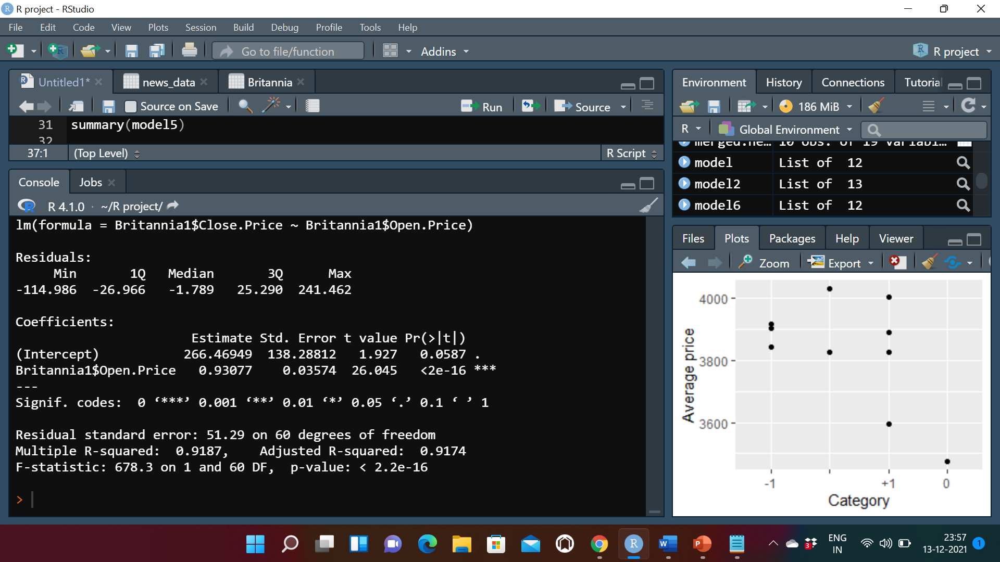 R project - RStudio
File Edit Code View Plots Session Build Debug Profile Tools Help
Go to file/function Addins R project
Untitled1* news_data Britannia
Source on Save Run Source
31 summary(model5)
32
37:1 (Top Level) R Script
Console Jobs
R 4.1.0 · ~/R project/
lm(formula = Britannia1$Close.Price ~ Britannia1$Open.Price)
Residuals:
Min 1Q Median 3Q Max
-114.986 -26.966 -1.789 25.290 241.462
Coefficients:
Estimate Std. Error t value Pr(>|t|)
(Intercept) 266.46949 138.28812 1.927 0.0587 .
Britannia1$Open.Price 0.93077 0.03574 26.045 <2e-16 ***
---
Signif. codes: 0 ‘***’ 0.001 ‘**’ 0.01 ‘*’ 0.05 ‘.’ 0.1 ‘ ’ 1
Residual standard error: 51.29 on 60 degrees of freedom
Multiple R-squared: 0.9187, Adjusted R-squared: 0.9174
F-statistic: 678.3 on 1 and 60 DF, p-value: < 2.2e-16
>
Environment History Connections Tutorial
186 MiB
R Global Environment
merged.ne… 10 obs. of 19 variabl…
model List of 12
model2 List of 13
model6 List of 12
Files Plots Packages Help Viewer
Zoom Export
4000
3800
3600
Average price
-1 +1 0
Category
ENG
IN
23:57
13-12-2021
1
3